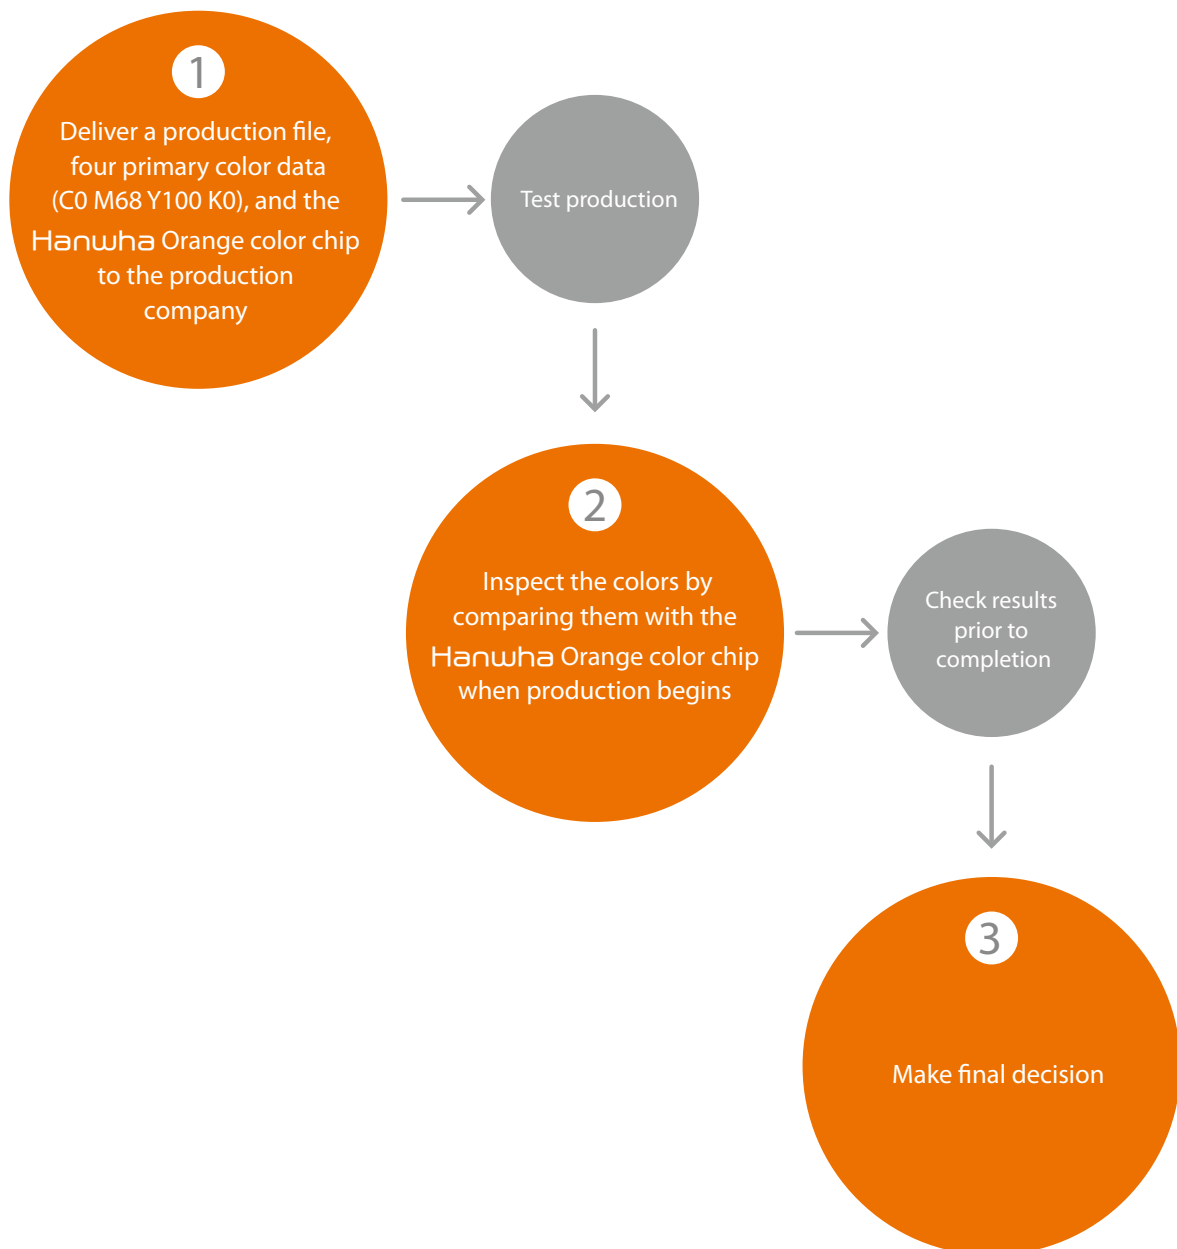 1
Deliver a production file,
four primary color data
(C0 M68 Y100 K0), and the
Hanwha Orange color chip
to the production
company
Test production
2
Inspect the colors by
comparing them with the
Hanwha Orange color chip
when production begins
Check results
prior to
completion
3
Make final decision